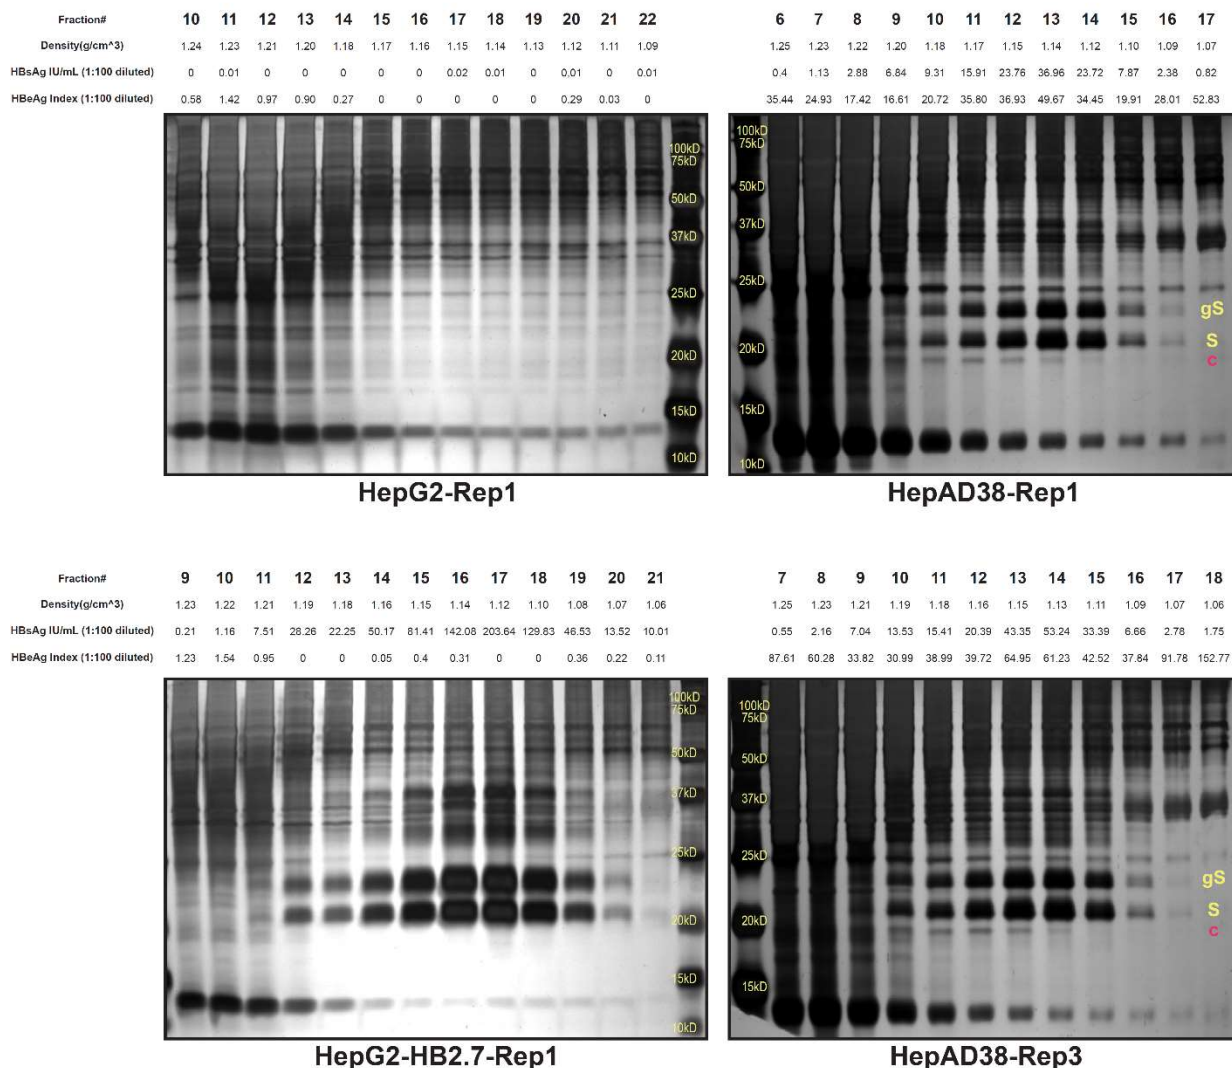 Fraction# 10 11 12 13 14 15 16 17 18 19 20 21 22
Density(g/cm^3) 1.24 1.23 1.21 1.20 1.18 1.17 1.16 1.15 1.14 1.13 1.12 1.11 1.09
HBsAg IU/mL (1:100 diluted) 0 0.01 0 0 0 0 0 0.02 0.01 0 0.01 0 0.01
HBeAg Index (1:100 diluted) 0.58 1.42 0.97 0.90 0.27 0 0 0 0 0 0.29 0.03 0
100kD
75kD
50kD
37kD
25kD
20kD
15kD
10kD
HepG2-Rep1
6 7 8 9 10 11 12 13 14 15 16 17
1.25 1.23 1.22 1.20 1.18 1.17 1.15 1.14 1.12 1.10 1.09 1.07
0.4 1.13 2.88 6.84 9.31 15.91 23.76 36.96 23.72 7.87 2.38 0.82
35.44 24.93 17.42 16.61 20.72 35.80 36.93 49.67 34.45 19.91 28.01 52.83
100kD
75kD
50kD
37kD
25kD
20kD
15kD
10kD
gS
S
c
HepAD38-Rep1
Fraction# 9 10 11 12 13 14 15 16 17 18 19 20 21
Density(g/cm^3) 1.23 1.22 1.21 1.19 1.18 1.16 1.15 1.14 1.12 1.10 1.08 1.07 1.06
HBsAg IU/mL (1:100 diluted) 0.21 1.16 7.51 28.26 22.25 50.17 81.41 142.08 203.64 129.83 46.53 13.52 10.01
HBeAg Index (1:100 diluted) 1.23 1.54 0.95 0 0 0.05 0.4 0.31 0 0 0.36 0.22 0.11
100kD
75kD
50kD
37kD
25kD
20kD
15kD
10kD
HepG2-HB2.7-Rep1
7 8 9 10 11 12 13 14 15 16 17 18
1.25 1.23 1.21 1.19 1.18 1.16 1.15 1.13 1.11 1.09 1.07 1.06
0.55 2.16 7.04 13.53 15.41 20.39 43.35 53.24 33.39 6.66 2.78 1.75
87.61 60.28 33.82 30.99 38.99 39.72 64.95 61.23 42.52 37.84 91.78 152.77
100kD
75kD
50kD
37kD
25kD
20kD
15kD
gS
S
c
HepAD38-Rep3